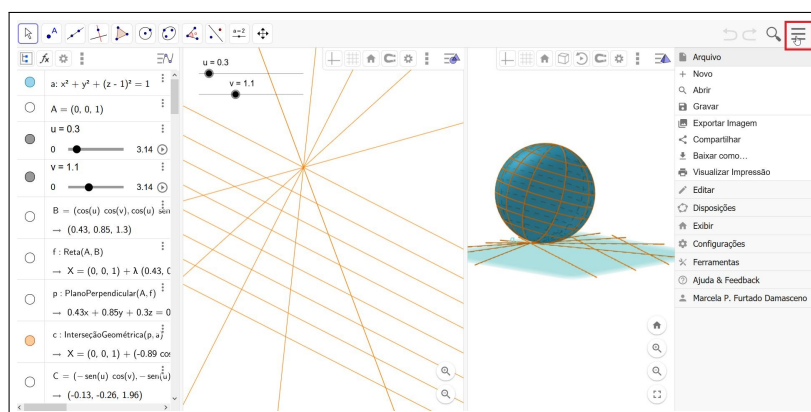 a=2
a: x² + y² + (z - 1)² = 1
A = (0, 0, 1)
u = 0.3
0 3.14
v = 1.1
0 3.14
B = (cos(u) cos(v), cos(u) sen
→ (0.43, 0.85, 1.3)
f : Reta(A, B)
→ X = (0, 0, 1) + λ (0.43, 0
p : PlanoPerpendicular(A, f)
→ 0.43x + 0.85y + 0.3z = 0
c : InterseçãoGeométrica(p, a)
→ X = (0, 0, 1) + (-0.89 cos
C = (− sen(u) cos(v), − sen(u)
→ (-0.13, -0.26, 1.96)
u = 0.3
v = 1.1
Arquivo
Novo
Abrir
Gravar
Exportar Imagem
Compartilhar
Baixar como...
Visualizar Impressão
Editar
Disposições
Exibir
Configurações
Ferramentas
Ajuda & Feedback
Marcela P. Furtado Damasceno